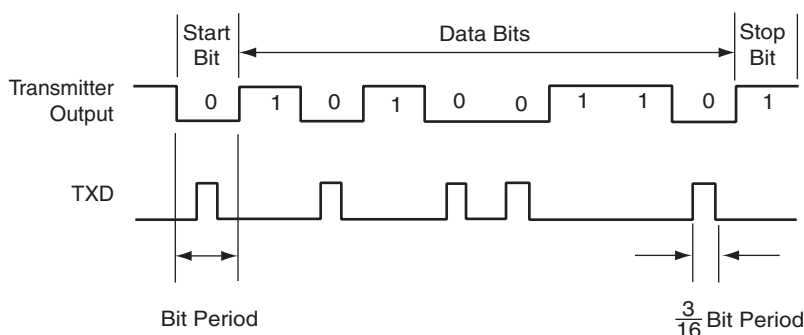 Start
Bit
Data Bits
Stop
Bit
Transmitter
Output
0 1 0 1 0 0 1 1 0 1
TXD
Bit Period
3/16 Bit Period